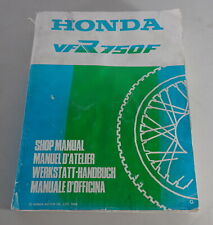 HONDA
VFR750F
SHOP MANUAL
MANUEL D'ATELIER
WERKSTATT-HANDBUCH
MANUALE D'OFFICINA